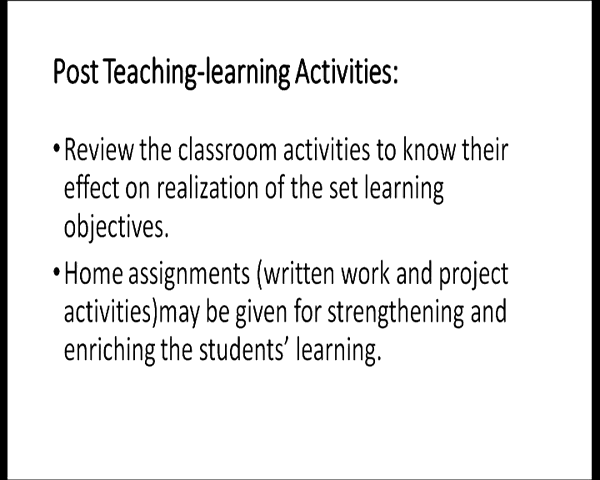 Post Teaching-learning Activities:
•Review the classroom activities to know their
effect on realization of the set learning
objectives.
•Home assignments (written work and project
activities)may be given for strengthening and
enriching the students’ learning.